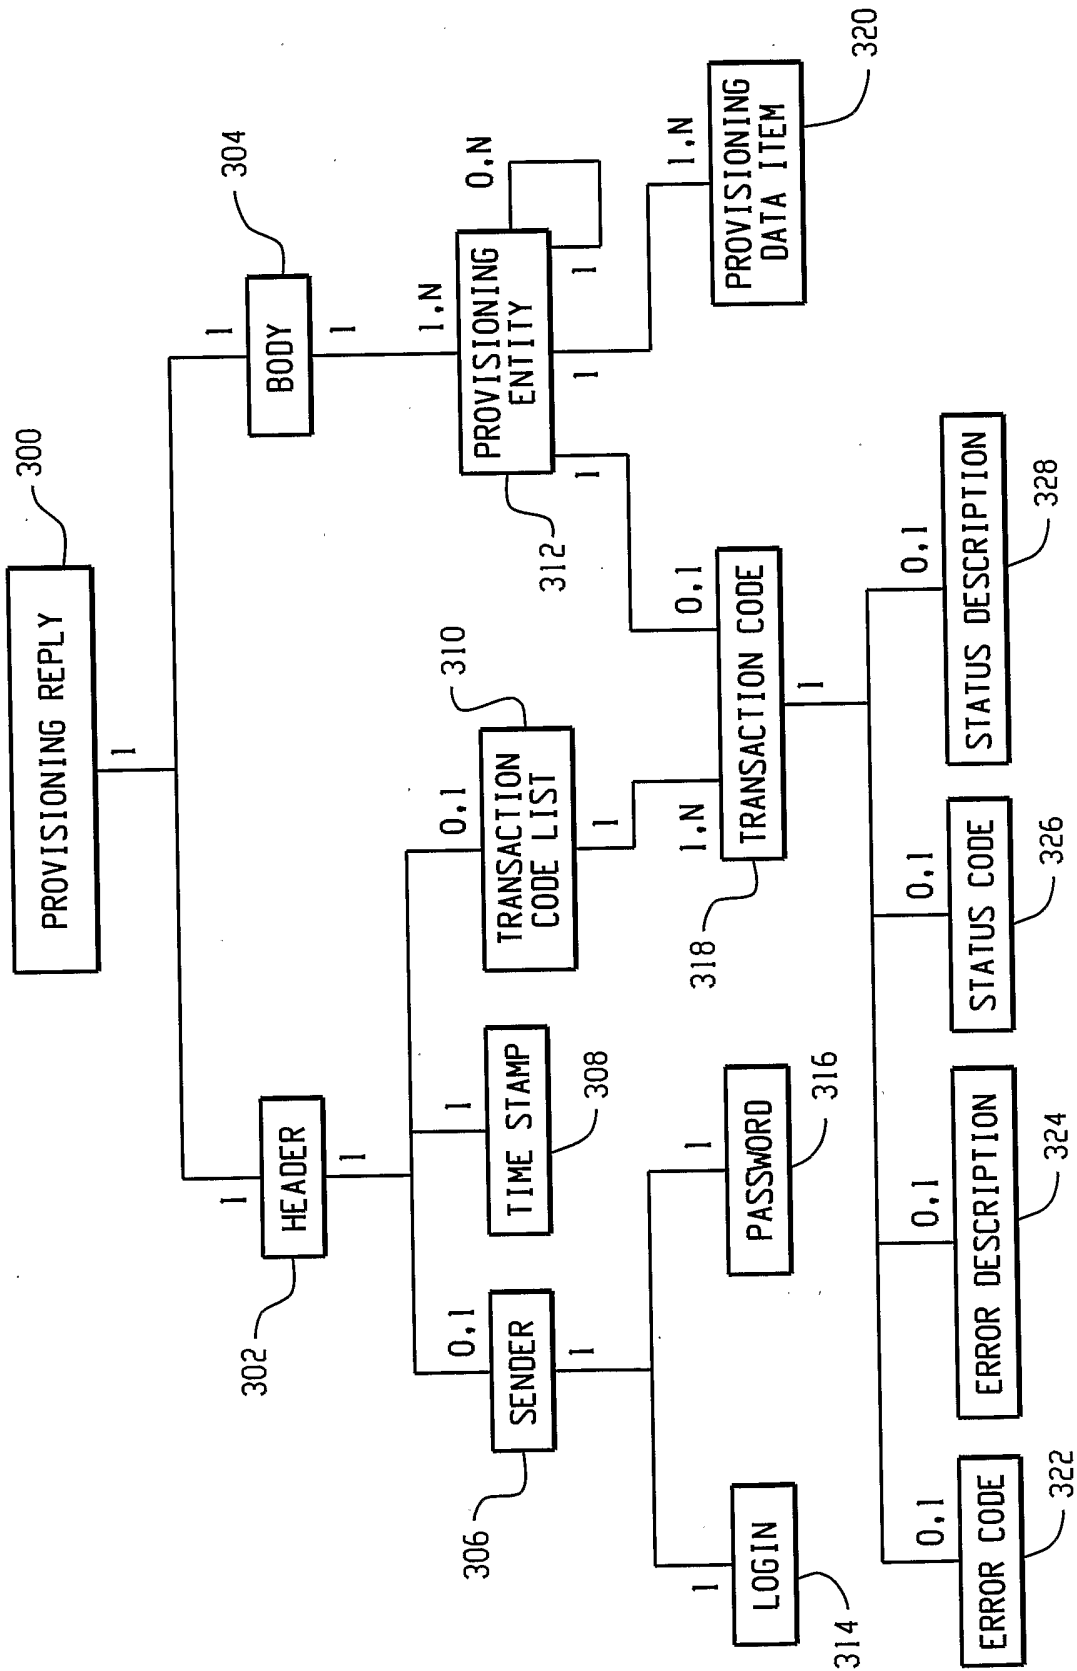 PROVISIONING REPLY
300
1
1
1
HEADER
302
BODY
304
1
1
0,1
1
0,1
1.N
SENDER
306
TIME STAMP
308
TRANSACTION
CODE LIST
310
PROVISIONING
ENTITY
312
0.N
1
1
1
1
1
1
1
1.N
0,1
1.N
LOGIN
314
PASSWORD
316
TRANSACTION CODE
318
PROVISIONING
DATA ITEM
320
1
0,1
0,1
0,1
0,1
ERROR CODE
322
ERROR DESCRIPTION
324
STATUS CODE
326
STATUS DESCRIPTION
328